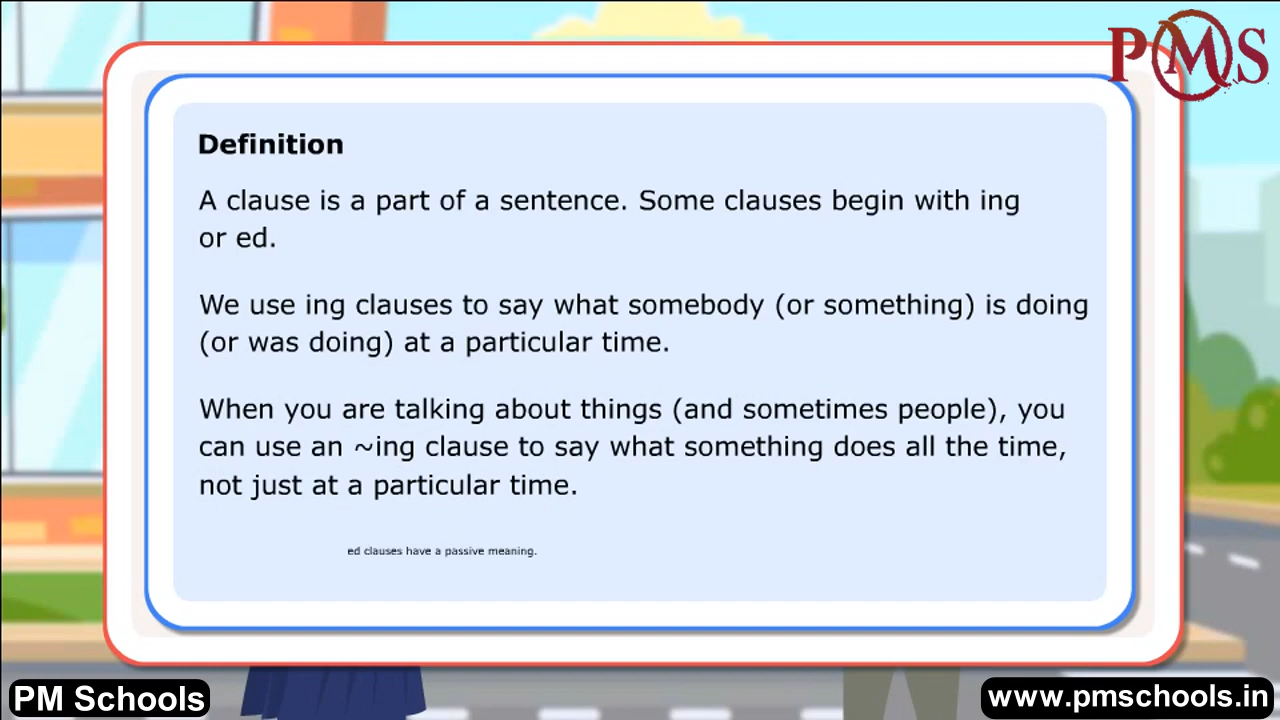 PMS
Definition
A clause is a part of a sentence. Some clauses begin with ing
or ed.
We use ing clauses to say what somebody (or something) is doing
(or was doing) at a particular time.
When you are talking about things (and sometimes people), you
can use an ~ing clause to say what something does all the time,
not just at a particular time.
ed clauses have a passive meaning.
PM Schools
www.pmschools.in